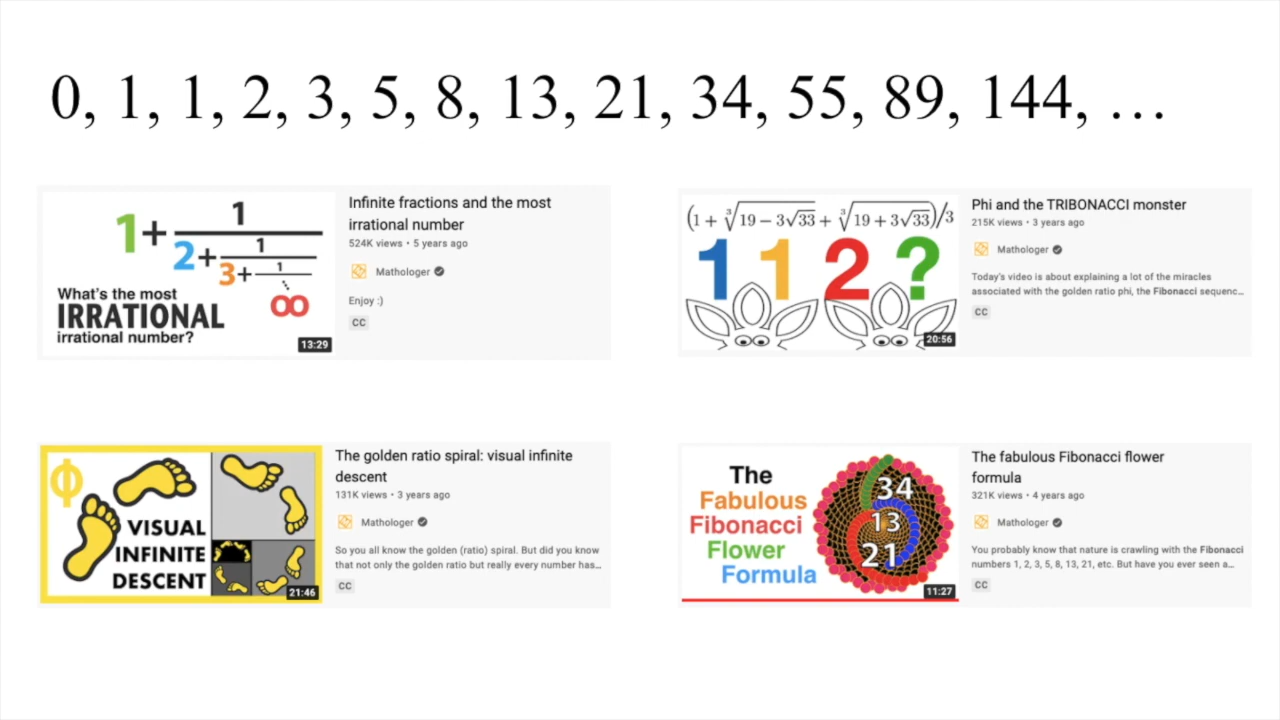 0, 1, 1, 2, 3, 5, 8, 13, 21, 34, 55, 89, 144, …
1+ 1
2+ 1
3+ 1
⋱
∞
What's the most
IRRATIONAL
irrational number?
13:29
Infinite fractions and the most
irrational number
524K views • 5 years ago
Mathologer
Enjoy :)
CC
(1 + ∛19 − 3√33 + ∛19 + 3√33)/3
1 1 2 ?
20:56
Phi and the TRIBONACCI monster
215K views • 3 years ago
Mathologer
Today's video is about explaining a lot of the miracles
associated with the golden ratio phi, the Fibonacci sequenc...
CC
Φ
VISUAL
INFINITE
DESCENT
21:46
The golden ratio spiral: visual infinite
descent
131K views • 3 years ago
Mathologer
So you all know the golden (ratio) spiral. But did you know
that not only the golden ratio but really every number has...
CC
The
Fabulous
Fibonacci
Flower
Formula
34
13
21
11:27
The fabulous Fibonacci flower
formula
321K views • 4 years ago
Mathologer
You probably know that nature is crawling with the Fibonacci
numbers 1, 2, 3, 5, 8, 13, 21, etc. But have you ever seen a...
CC